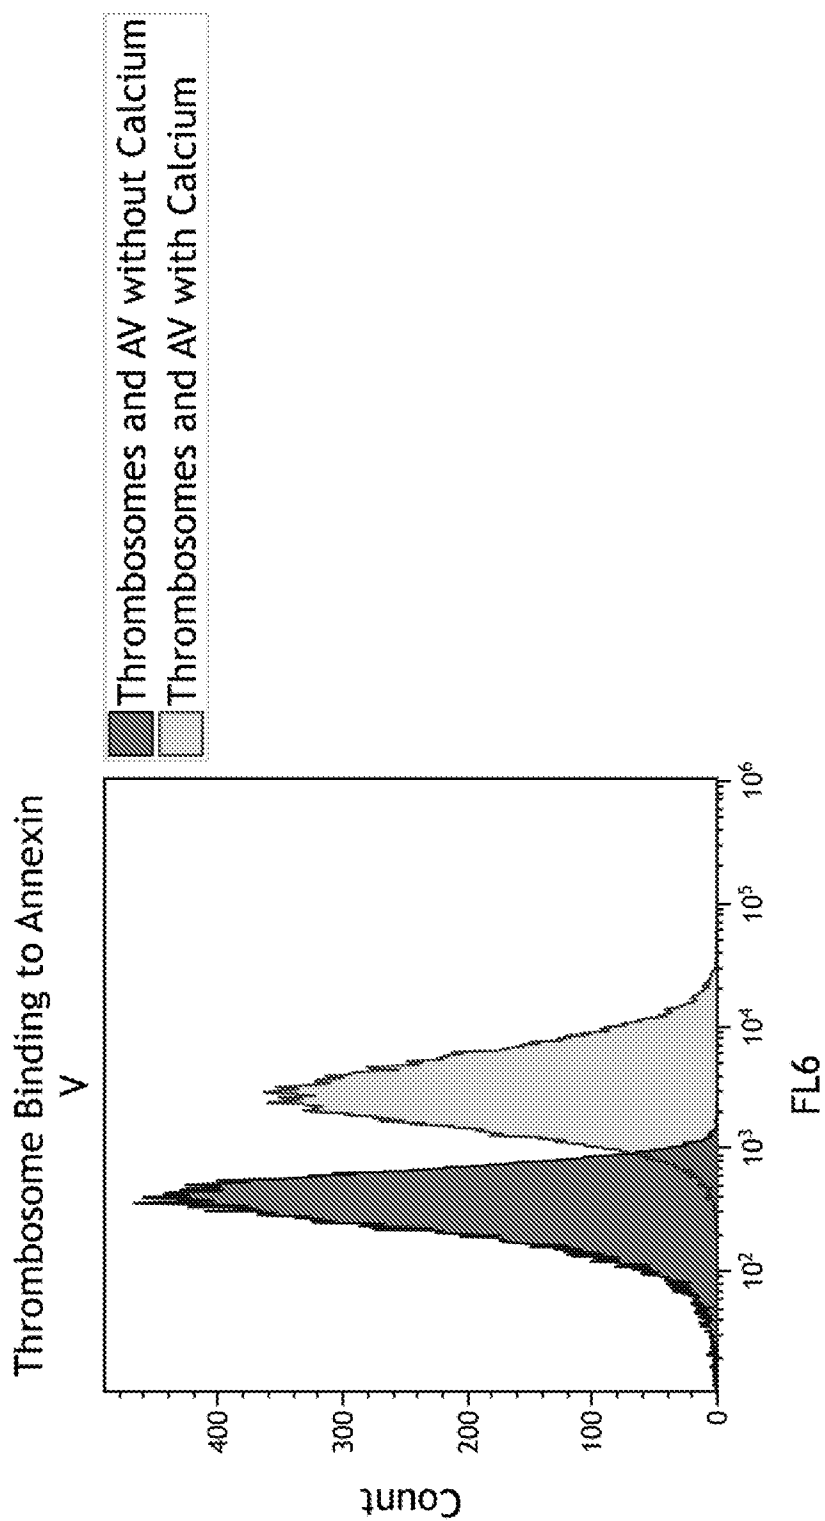 Thrombosome Binding to Annexin
V
Thrombosomes and AV without Calcium
Thrombosomes and AV with Calcium
Count
400
300
200
100
0
10²
10³
10⁴
10⁵
10⁶
FL6